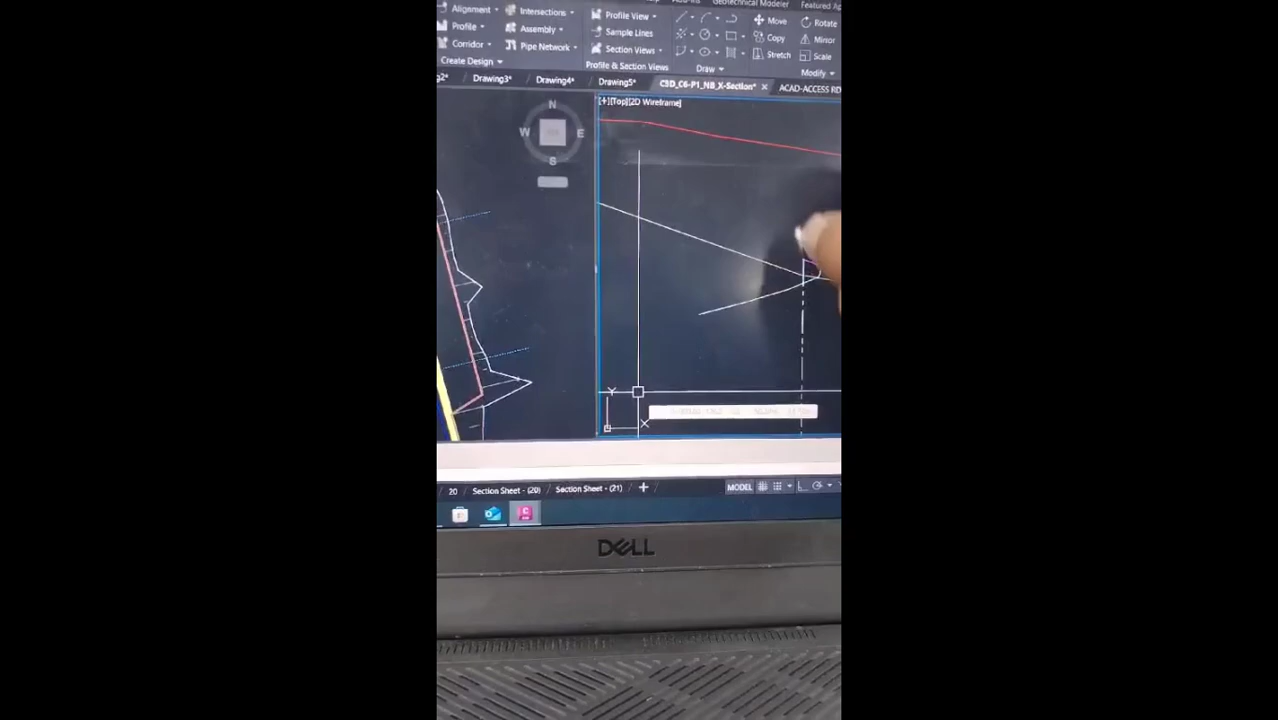 Geotechnical Modeler
Featured Ap
Alignment
Intersections
Profile View
Move
Rotate
Profile
Assembly
Sample Lines
Copy
Mirror
Corridor
Pipe Network
Section Views
Stretch
Scale
Create Design
Profile & Section Views
Draw
Modify
Drawing3*
Drawing4*
Drawing5*
C3D_C6-P1_NB_X-Section*
ACAD-ACCESS RD
[+][Top][2D Wireframe]
N
W
E
S
Y
X
20
Section Sheet - (20)
Section Sheet - (21)
MODEL
C
DELL